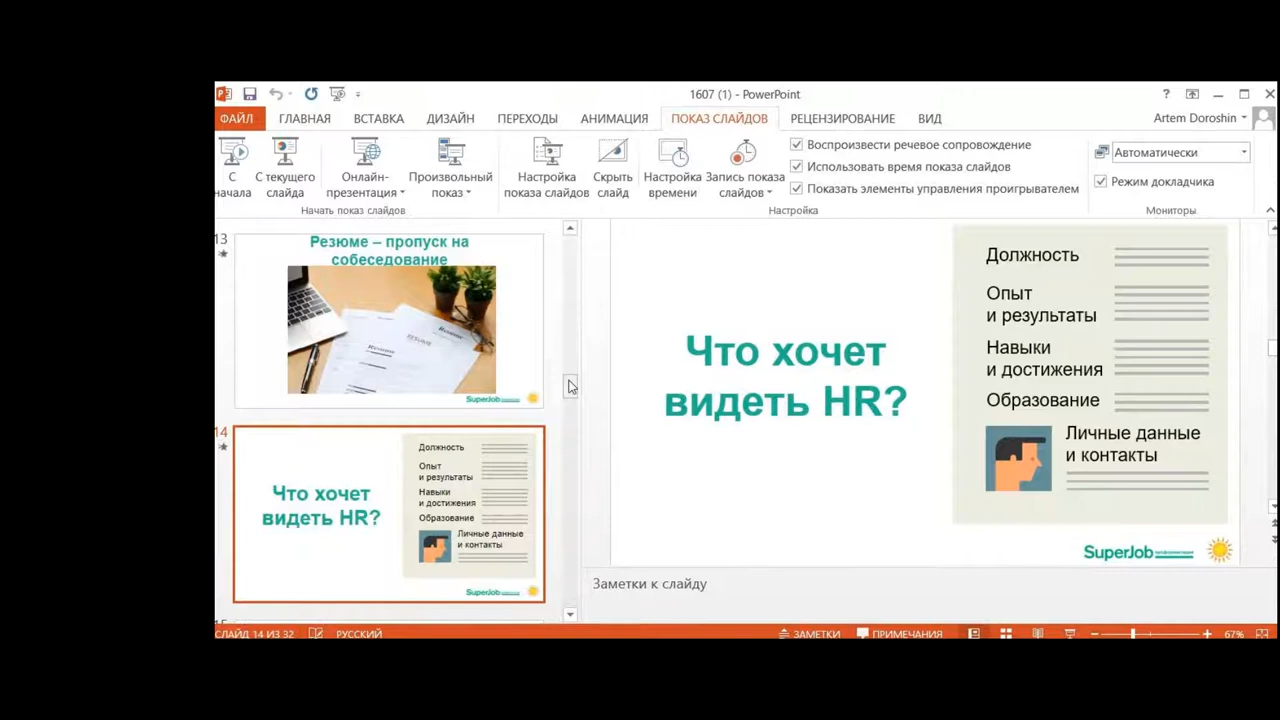 1607 (1) - PowerPoint
?
ФАЙЛ ГЛАВНАЯ ВСТАВКА ДИЗАЙН ПЕРЕХОДЫ АНИМАЦИЯ ПОКАЗ СЛАЙДОВ РЕЦЕНЗИРОВАНИЕ ВИД Artem Doroshin
С
начала
С текущего
слайда
Онлайн-
презентация
Произвольный
показ
Начать показ слайдов
Настройка
показа слайдов
Скрыть
слайд
Настройка
времени
Запись показа
слайдов
Воспроизвести речевое сопровождение
Использовать время показа слайдов
Показать элементы управления проигрывателем
Настройка
Автоматически
Режим докладчика
Мониторы
13
Резюме – пропуск на
собеседование
Resume
RESUME
Resume
SuperJob
14
Что хочет
видеть HR?
Должность
Опыт
и результаты
Навыки
и достижения
Образование
Личные данные
и контакты
SuperJob
Что хочет
видеть HR?
Должность
Опыт
и результаты
Навыки
и достижения
Образование
Личные данные
и контакты
SuperJob
Заметки к слайду
СЛАЙД 14 ИЗ 32 РУССКИЙ ЗАМЕТКИ ПРИМЕЧАНИЯ 67%